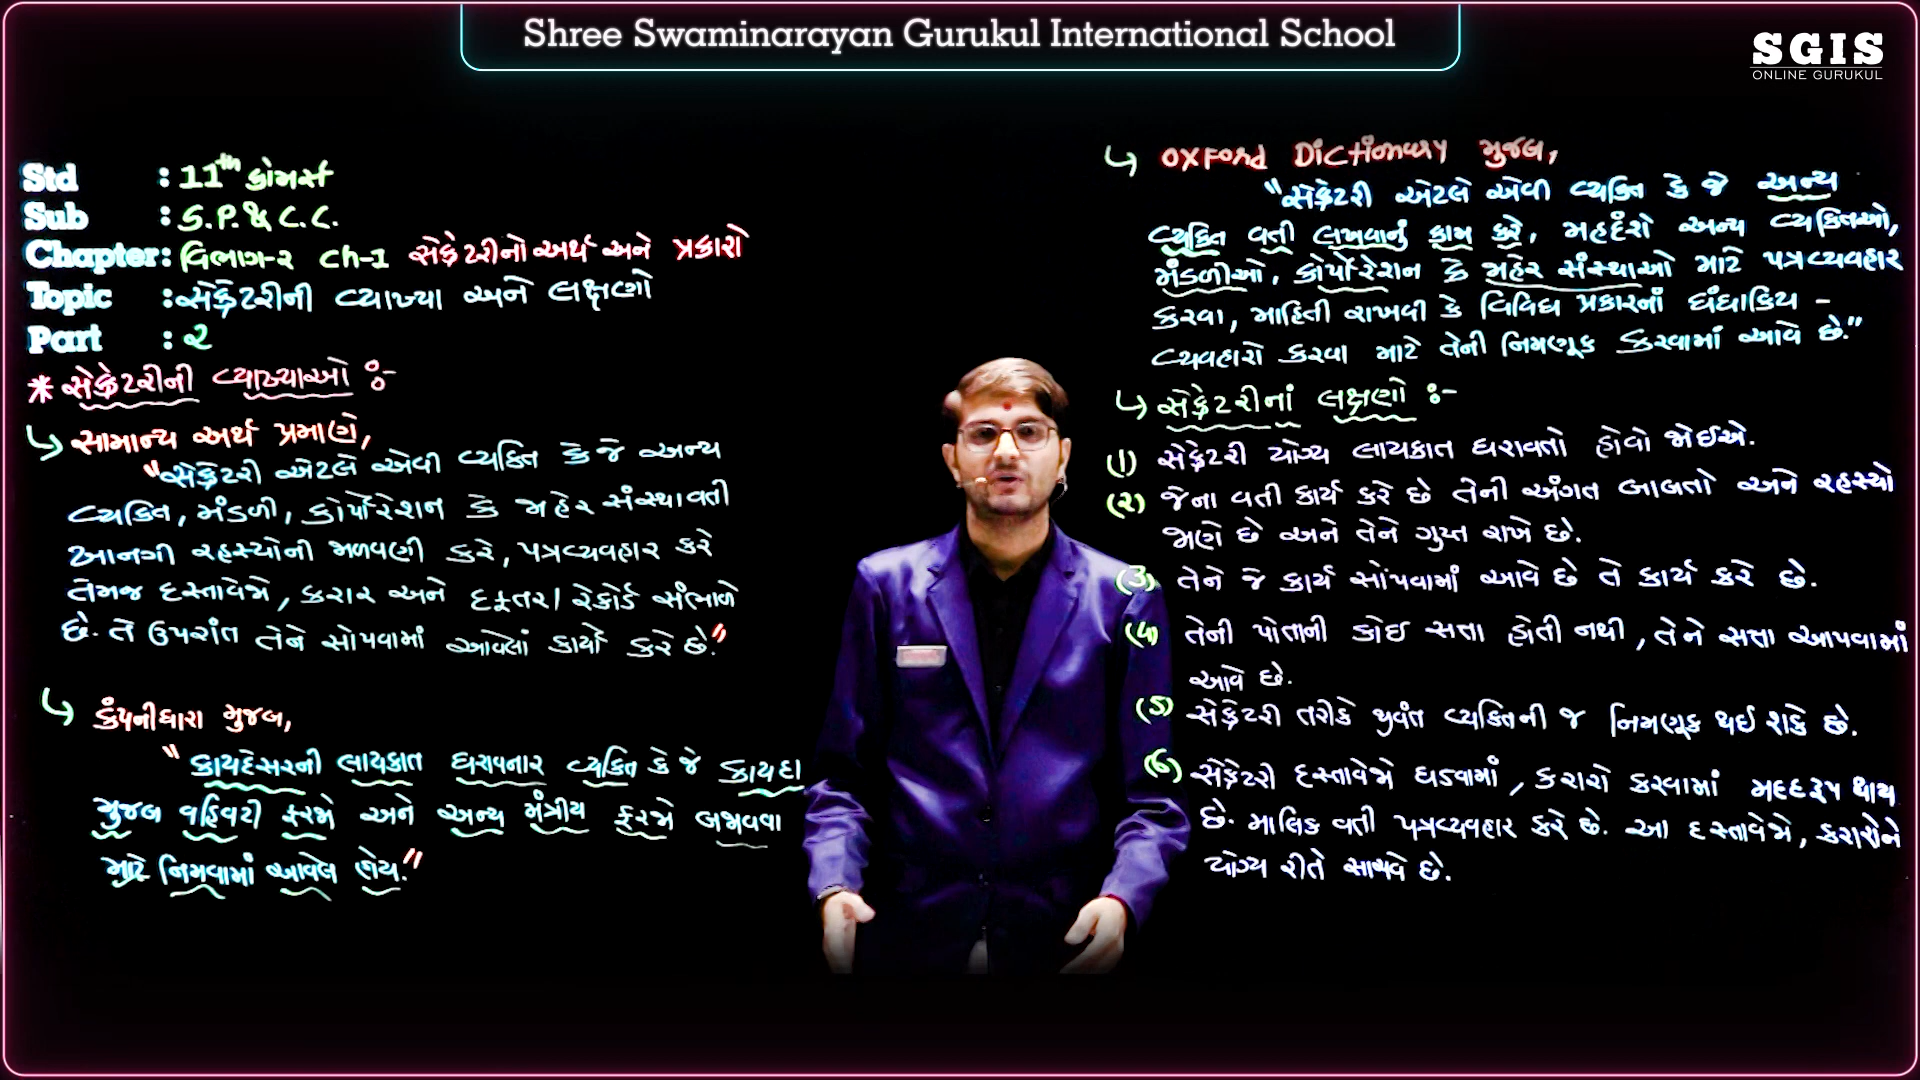 Shree Swaminarayan Gurukul International School
SGIS
ONLINE GURUKUL
Std : 11th કોમર્સ
Sub : S.P. & C.C.
Chapter: વિભાગ-૨ ch-1 સેક્રેટરીનો અર્થ અને પ્રકારો
Topic : સેક્રેટરીની વ્યાખ્યા અને લક્ષણો
Part : ૨
* સેક્રેટરીની વ્યાખ્યાઓ :-
↳ સામાન્ય અર્થ પ્રમાણે,
"સેક્રેટરી એટલે એવી વ્યક્તિ કે જે અન્ય
વ્યક્તિ, મંડળી, કોર્પોરેશન કે જાહેર સંસ્થાવતી
ખાનગી રહસ્યોની જાળવણી કરે, પત્રવ્યવહાર કરે
તેમજ દસ્તાવેજો, કરાર અને દફતર/રેકોર્ડ સંભાળે
છે. તે ઉપરાંત તેને સોંપવામાં આવેલાં કાર્યો કરે છે."
↳ કંપનીધારા મુજબ,
"કાયદેસરની લાયકાત ધરાવનાર વ્યક્તિ કે જે કાયદા
મુજબ વહિવટી ફરજો અને અન્ય મંત્રીય ફરજો બજાવવા
માટે નિમવામાં આવેલ હોય."
↳ Oxford Dictionary મુજબ,
"સેક્રેટરી એટલે એવી વ્યક્તિ કે જે અન્ય
વ્યક્તિ વતી લખવાનું કામ કરે, મહદંશે અન્ય વ્યક્તિઓ,
મંડળીઓ, કોર્પોરેશન કે જાહેર સંસ્થાઓ માટે પત્રવ્યવહાર
કરવા, માહિતી રાખવી કે વિવિધ પ્રકારનાં ધંધાકિય -
વ્યવહારો કરવા માટે તેની નિમણૂક કરવામાં આવે છે."
↳ સેક્રેટરીનાં લક્ષણો :-
(1) સેક્રેટરી યોગ્ય લાયકાત ધરાવતો હોવો જોઈએ.
(૨) જેના વતી કાર્ય કરે છે તેની અંગત બાબતો અને રહસ્યો
જાણે છે અને તેને ગુપ્ત રાખે છે.
(3) તેને જે કાર્ય સોંપવામાં આવે છે તે કાર્ય કરે છે.
(4) તેની પોતાની કોઈ સત્તા હોતી નથી, તેને સત્તા આપવામાં
આવે છે.
(5) સેક્રેટરી તરીકે જીવંત વ્યક્તિની જ નિમણૂક થઈ શકે છે.
(6) સેક્રેટરી દસ્તાવેજો ઘડવામાં, કરારો કરવામાં મદદરૂપ થાય
છે. માલિક વતી પત્રવ્યવહાર કરે છે. આ દસ્તાવેજો, કરારોને
યોગ્ય રીતે સાચવે છે.